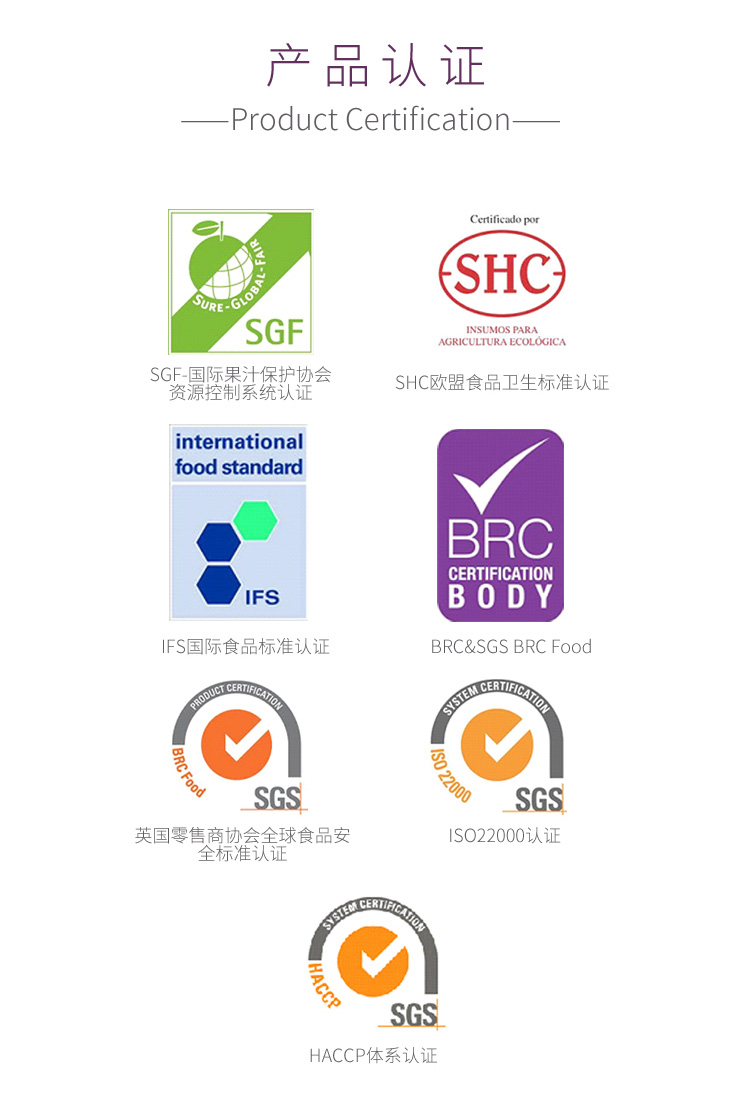 产品认证
Product Certification
SURE-GLOBAL-FAIR
SGF
SGF-国际果汁保护协会
资源控制系统认证
Certificado por
SHC
INSUMOS PARA
AGRICULTURA ECOLÓGICA
SHC欧盟食品卫生标准认证
international
food standard
IFS
IFS国际食品标准认证
BRC
CERTIFICATION
BODY
BRC&SGS BRC Food
PRODUCT CERTIFICATION
BRC Food
SGS
英国零售商协会全球食品安
全标准认证
SYSTEM CERTIFICATION
ISO 22000
SGS
ISO22000认证
SYSTEM CERTIFICATION
HACCP
SGS
HACCP体系认证